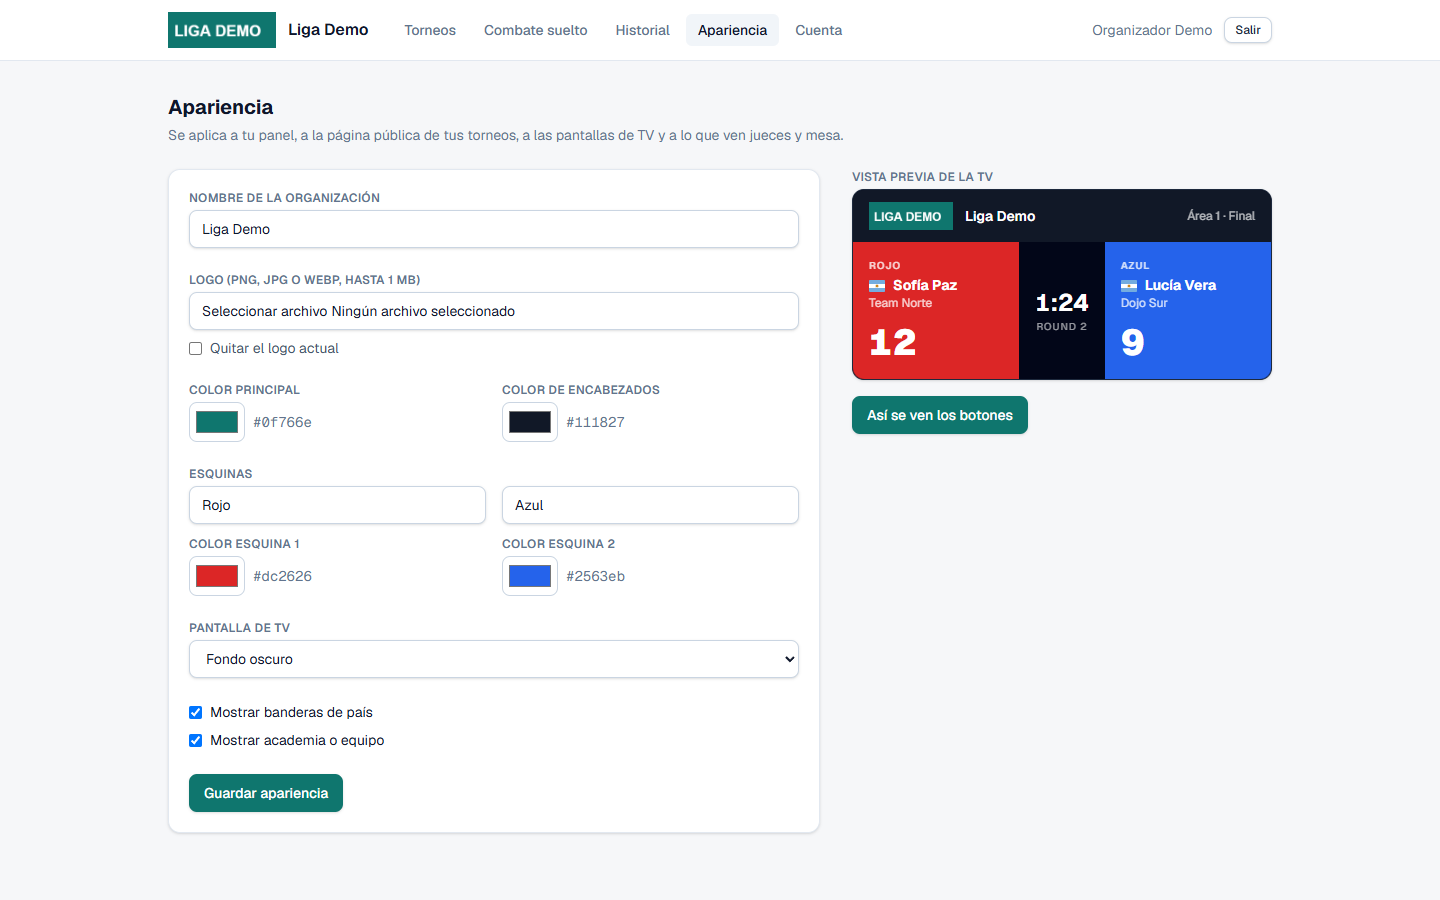 LIGA DEMO Liga Demo Torneos Combate suelto Historial Apariencia Cuenta Organizador Demo Salir
Apariencia
Se aplica a tu panel, a la página pública de tus torneos, a las pantallas de TV y a lo que ven jueces y mesa.
NOMBRE DE LA ORGANIZACIÓN
Liga Demo
LOGO (PNG, JPG O WEBP, HASTA 1 MB)
Seleccionar archivo Ningún archivo seleccionado
Quitar el logo actual
COLOR PRINCIPAL COLOR DE ENCABEZADOS
#0f766e #111827
ESQUINAS
Rojo Azul
COLOR ESQUINA 1 COLOR ESQUINA 2
#dc2626 #2563eb
PANTALLA DE TV
Fondo oscuro
Mostrar banderas de país
Mostrar academia o equipo
Guardar apariencia
VISTA PREVIA DE LA TV
LIGA DEMO Liga Demo Área 1 · Final
ROJO
Sofía Paz
Team Norte
12
1:24
ROUND 2
AZUL
Lucía Vera
Dojo Sur
9
Así se ven los botones